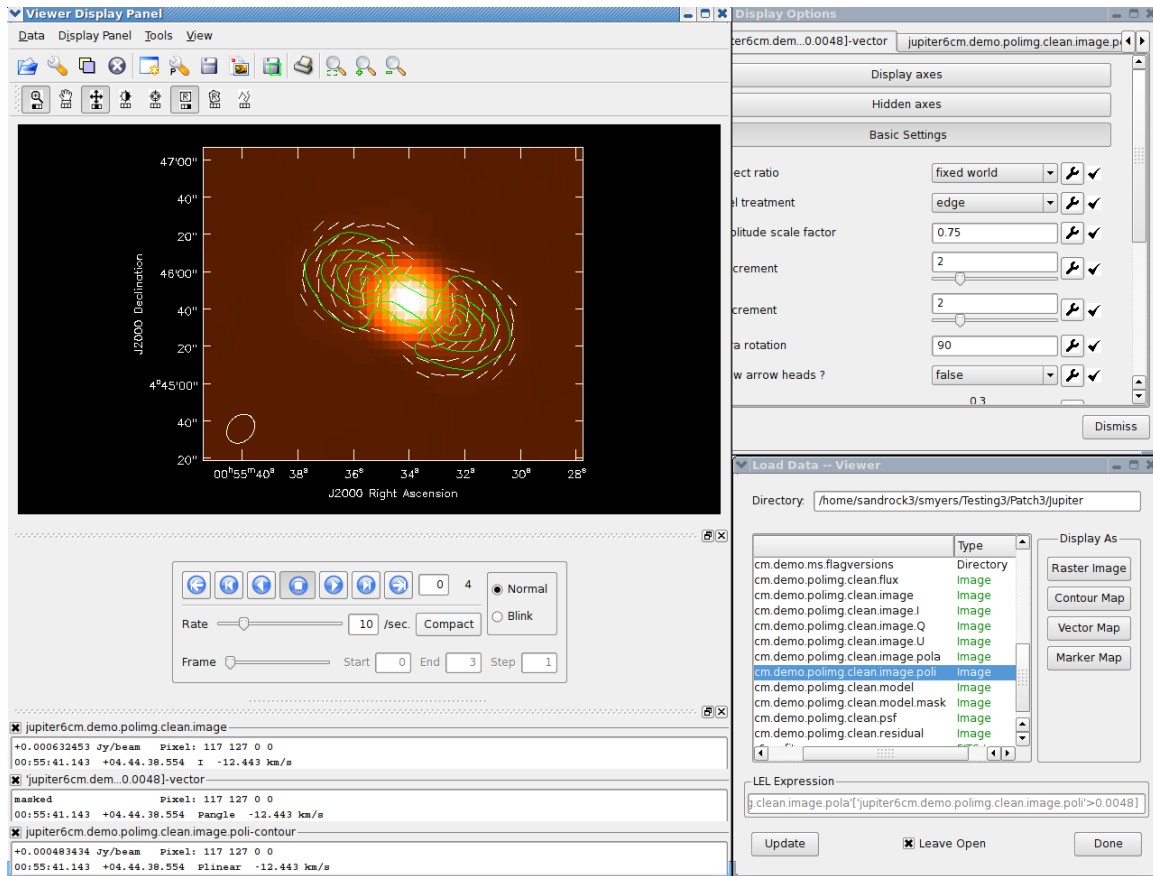 Viewer Display Panel
Data Display Panel Tools View
47'00"
40"
20"
46'00"
40"
20"
4°45'00"
40"
20"
J2000 Declination
00h55m40s 38s 36s 34s 32s 30s 28s
J2000 Right Ascension
0 4
Normal
Blink
Rate 10 /sec. Compact
Frame Start 0 End 3 Step 1
jupiter6cm.demo.polimg.clean.image
+0.000632453 Jy/beam Pixel: 117 127 0 0
00:55:41.143 +04.44.38.554 I -12.443 km/s
'jupiter6cm.dem...0.0048]-vector
masked Pixel: 117 127 0 0
00:55:41.143 +04.44.38.554 Pangle -12.443 km/s
jupiter6cm.demo.polimg.clean.image.poli-contour
+0.000483434 Jy/beam Pixel: 117 127 0 0
00:55:41.143 +04.44.38.554 Plinear -12.443 km/s
Display Options
ter6cm.dem...0.0048]-vector jupiter6cm.demo.polimg.clean.image.p
Display axes
Hidden axes
Basic Settings
ect ratio fixed world
el treatment edge
plitude scale factor 0.75
crement 2
crement 2
ra rotation 90
w arrow heads ? false
0.3
Dismiss
Load Data -- Viewer
Directory: /home/sandrock3/smyers/Testing3/Patch3/Jupiter
Type
cm.demo.ms.flagversions Directory
cm.demo.polimg.clean.flux Image
cm.demo.polimg.clean.image Image
cm.demo.polimg.clean.image.I Image
cm.demo.polimg.clean.image.Q Image
cm.demo.polimg.clean.image.U Image
cm.demo.polimg.clean.image.pola Image
cm.demo.polimg.clean.image.poli Image
cm.demo.polimg.clean.model Image
cm.demo.polimg.clean.model.mask Image
cm.demo.polimg.clean.psf Image
cm.demo.polimg.clean.residual Image
Display As
Raster Image
Contour Map
Vector Map
Marker Map
LEL Expression
g.clean.image.pola'['jupiter6cm.demo.polimg.clean.image.poli'>0.0048]
Update Leave Open Done